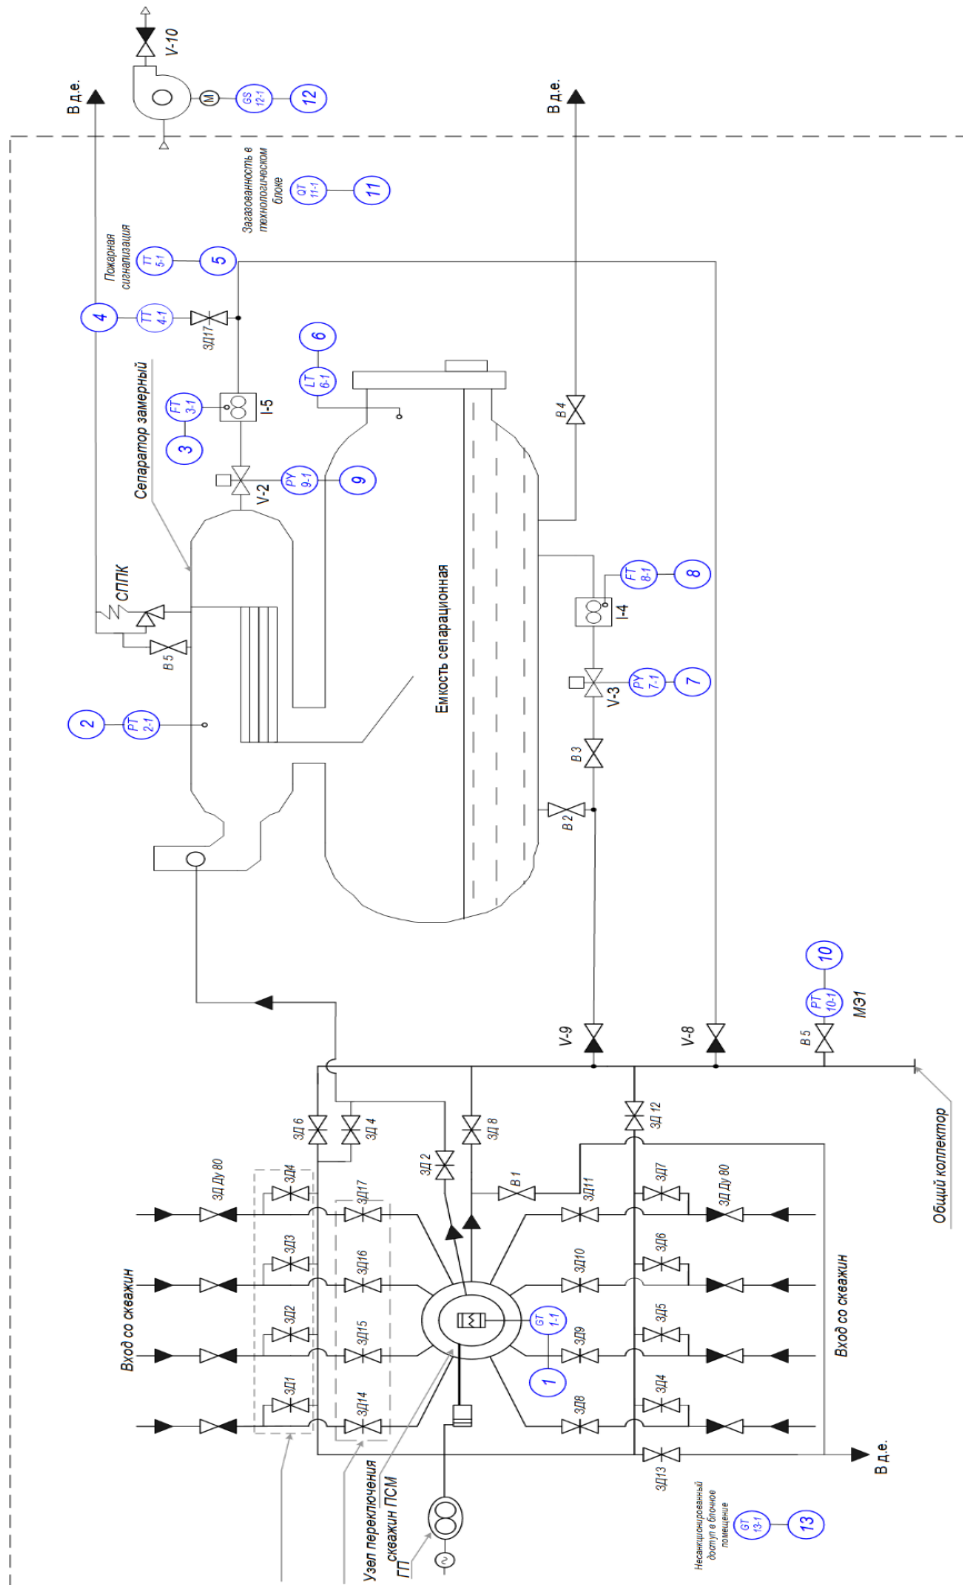 V-10
В д.е.
M
GS
12-1
12
В д.е.
Загазованность в
технологическом
блоке
QT
11-1
11
Пожарная
сигнализация
TT
5-1
5
4
TT
4-1
ЗД17
6
LT
6-1
Сепаратор замерный
FT
3-1
3
I-5
V-2
PY
9-1
9
В 4
СППК
В 5
2
PT
2-1
Емкость сепарационная
I-4
FT
8-1
8
V-3
PY
7-1
7
В 3
В 2
V-9
V-8
10
PT
10-1
МЭ1
В 5
Общий коллектор
ЗД 6
ЗД 4
ЗД 2
ЗД 8
В 1
ЗД 12
ЗД Ду 80
ЗД4
ЗД17
ЗД11
ЗД7
ЗД Ду 80
ЗД3
ЗД16
ЗД10
ЗД6
Вход со скважин
ЗД2
ЗД15
ЗД9
ЗД5
Вход со скважин
GT
1-1
1
ЗД1
ЗД14
ЗД8
ЗД4
ЗД13
В д.е.
Узел переключения
скважин ПСМ
ГП
Несанкционированный
доступ в блочное
помещение
GT
13-1
13